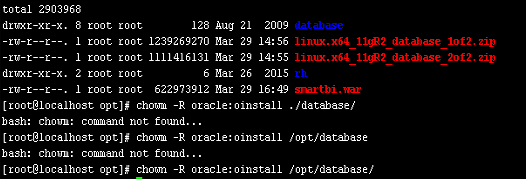 total 2903968
drwxr-xr-x. 8 root root 128 Aug 21 2009 database
-rw-r--r--. 1 root root 1239269270 Mar 29 14:56 linux.x64_11gR2_database_1of2.zip
-rw-r--r--. 1 root root 1111416131 Mar 29 14:55 linux.x64_11gR2_database_2of2.zip
drwxr-xr-x. 2 root root 6 Mar 26 2015 rh
-rw-r--r--. 1 root root 622973912 Mar 29 16:49 smartbi.war
[root@localhost opt]# chowm -R oracle:oinstall ./database/
bash: chowm: command not found...
[root@localhost opt]# chowm -R oracle:oinstall /opt/database
bash: chowm: command not found...
[root@localhost opt]# chown -R oracle:oinstall /opt/database/